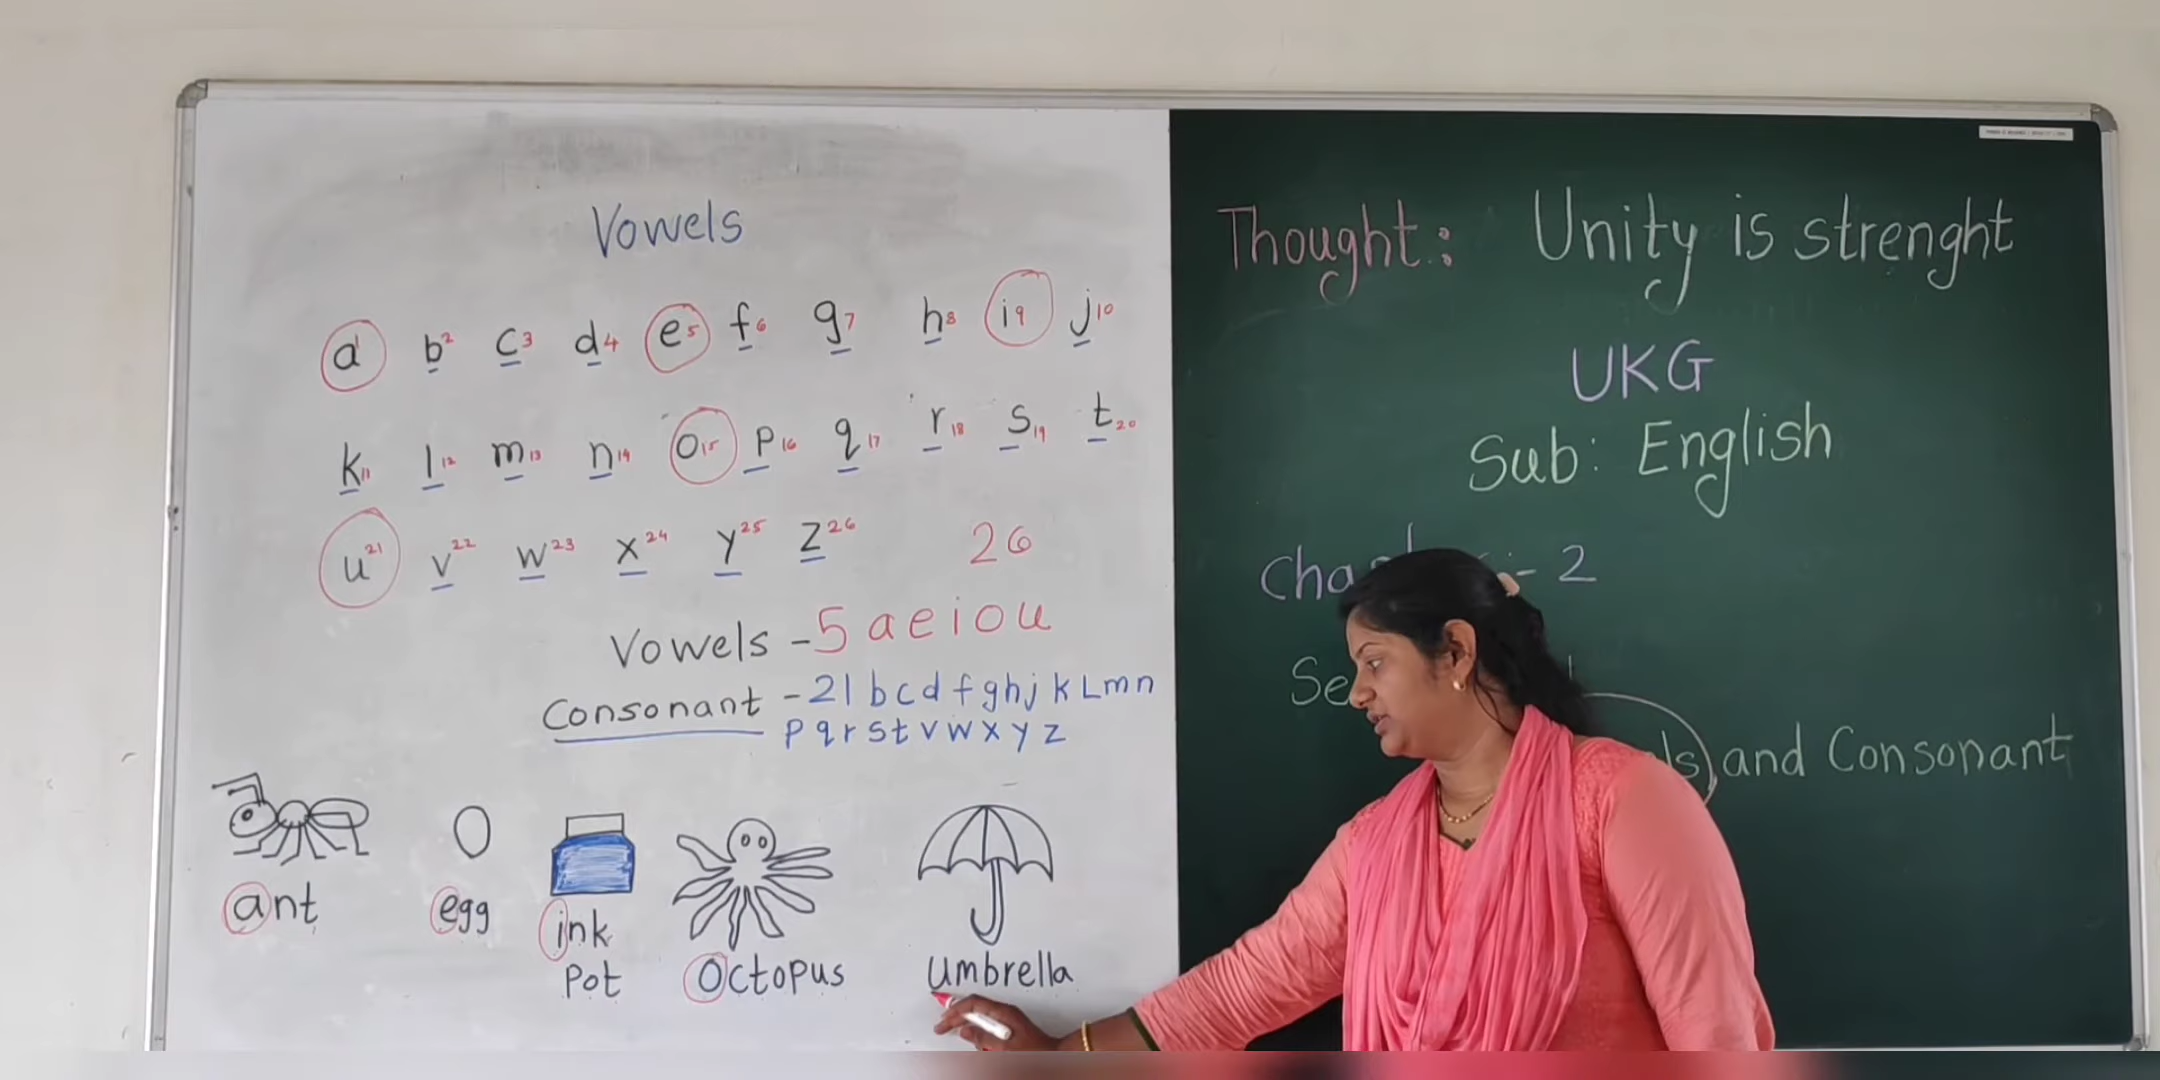 Vowels
a1 b2 c3 d4 e5 f6 g7 h8 i9 j10
k11 l12 m13 n14 o15 p16 q17 r18 s19 t20
u21 v22 w23 x24 y25 z26 26
Vowels - 5 a e i o u
Consonant - 21 b c d f g h j k L m n
p q r s t v w x y z
ant
egg
ink
Pot
Octopus
Umbrella
Thought : Unity is strenght
UKG
Sub : English
- 2
and Consonant